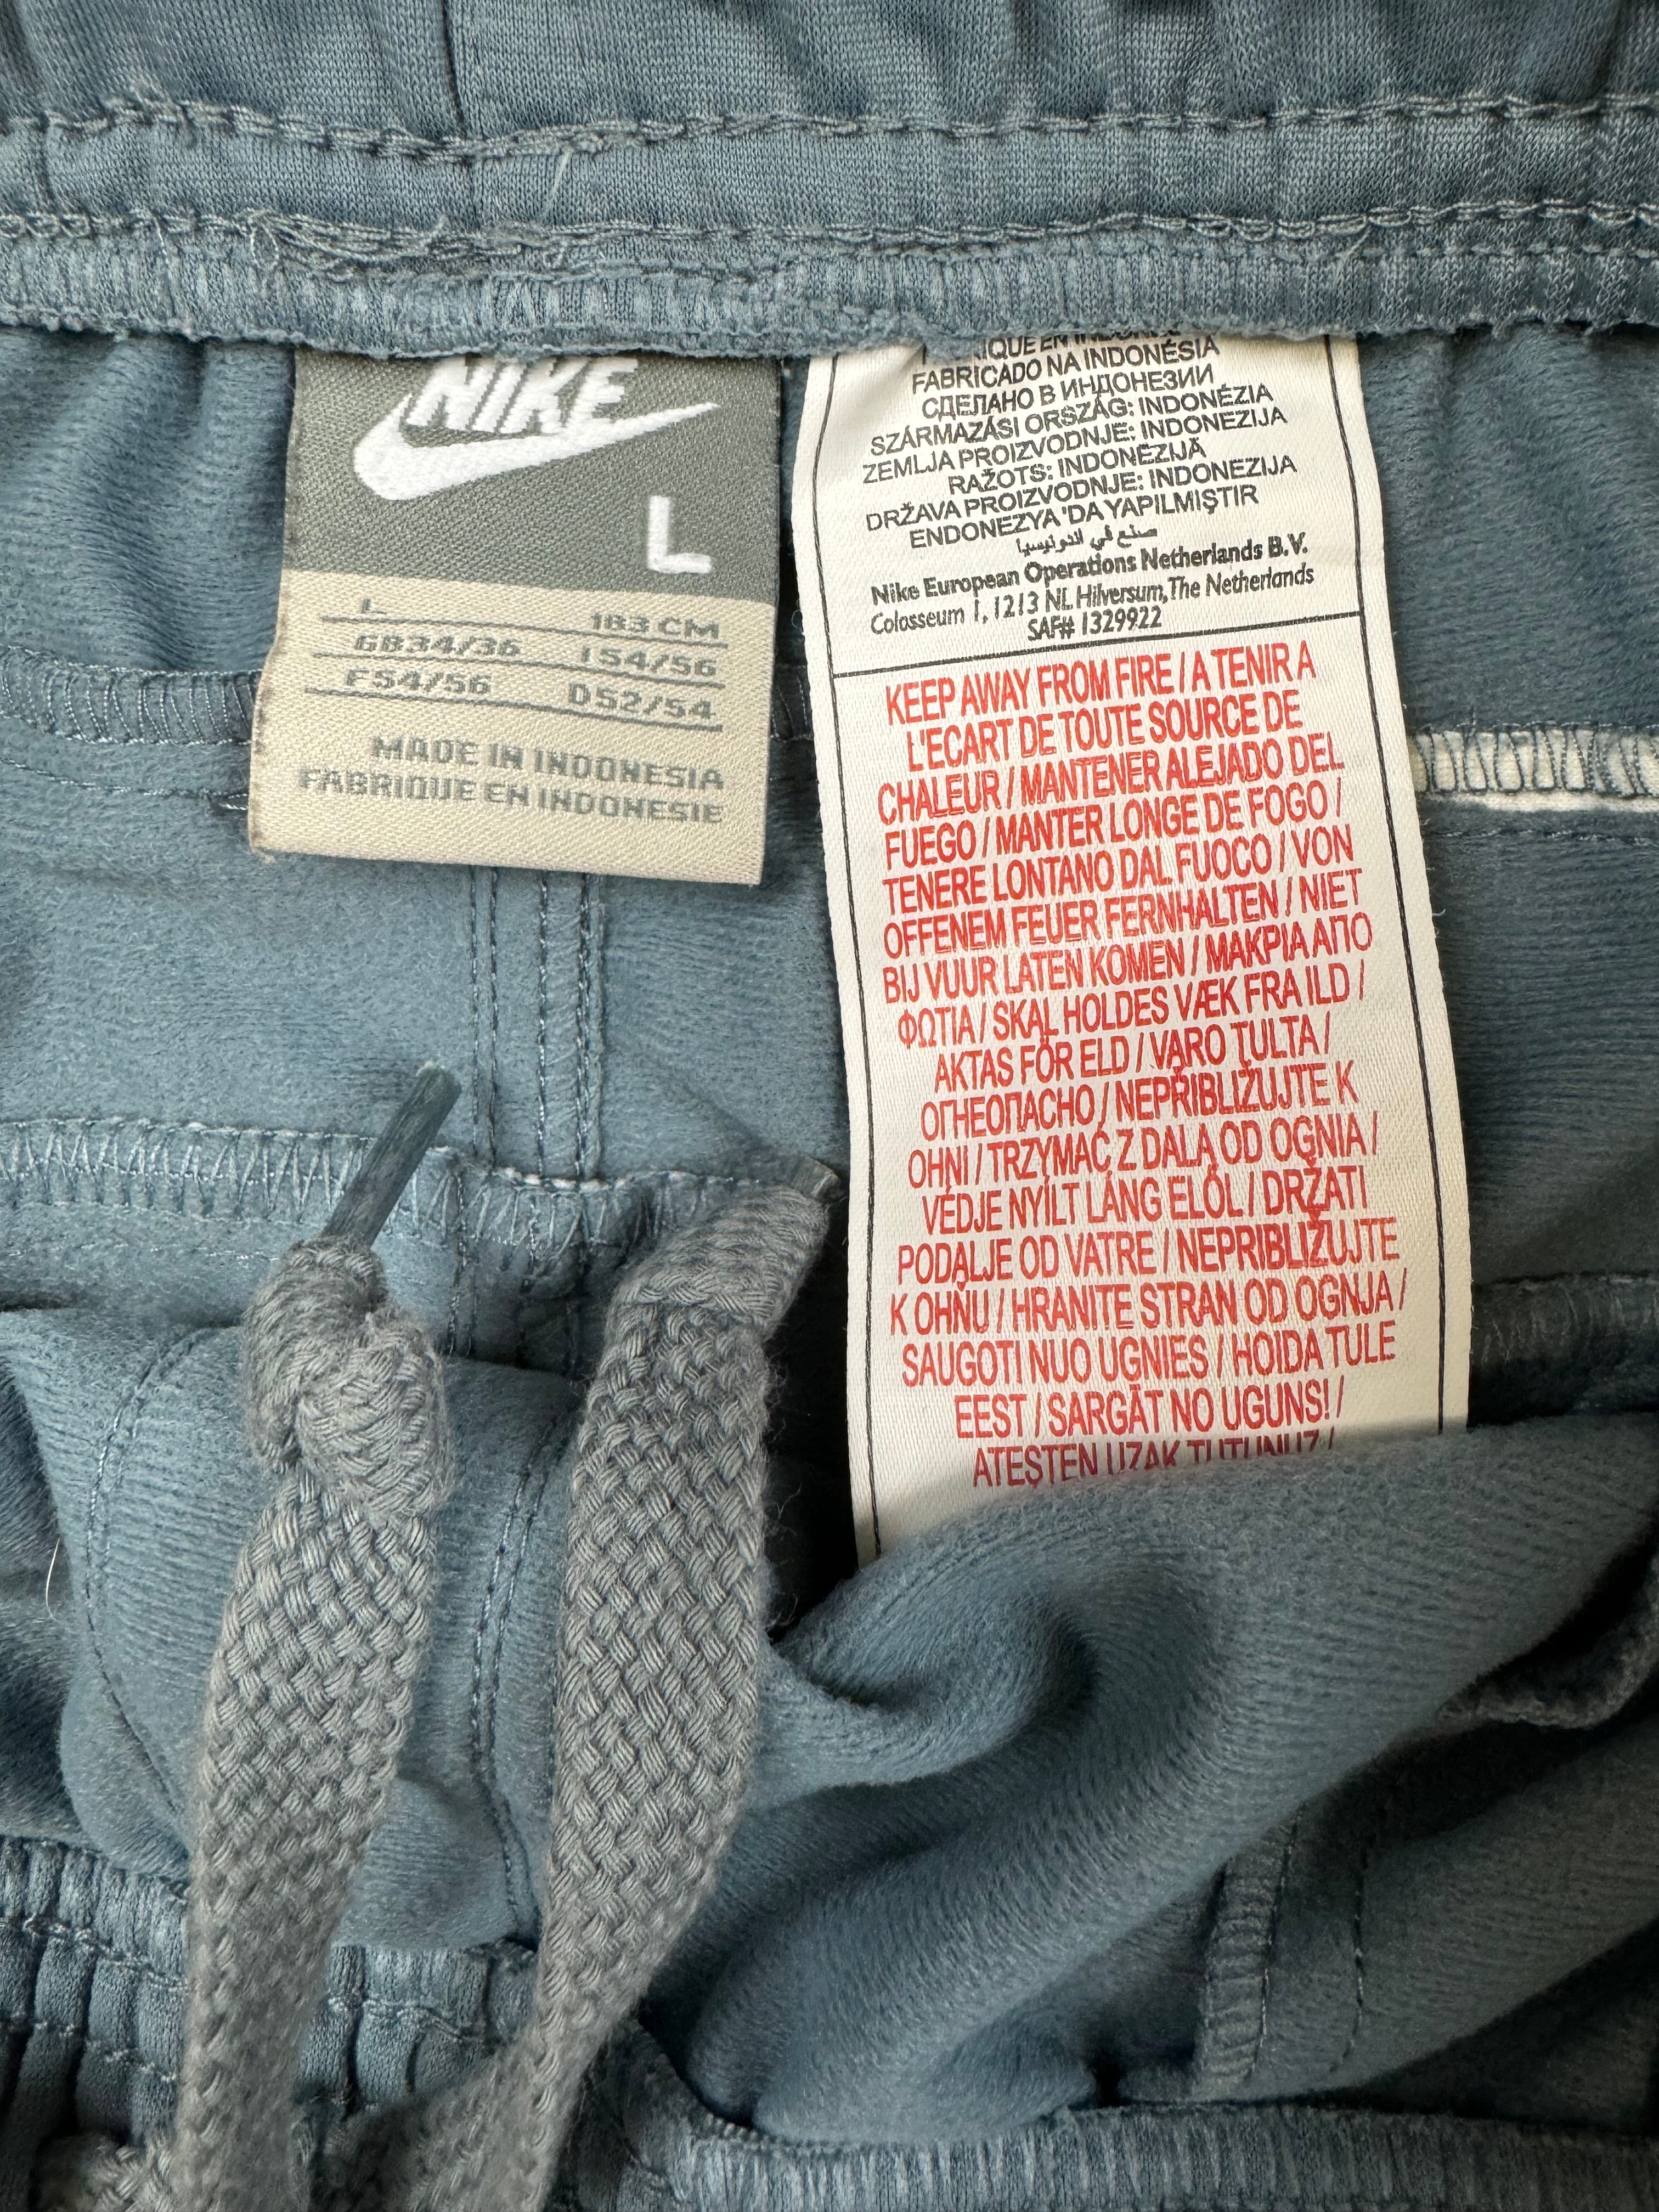 NIKE
L
L 183 CM
GB34/36 I54/56
F54/56 D52/54
MADE IN INDONESIA
FABRIQUE EN INDONESIE
FABRICADO NA INDONÉSIA
СДЕЛАНО В ИНДОНЕЗИИ
SZÁRMAZÁSI ORSZÁG: INDONÉZIA
ZEMLJA PROIZVODNJE: INDONEZIJA
RAŽOTS: INDONEZIJĀ
DRŽAVA PROIZVODNJE: INDONEZIJA
ENDONEZYA 'DA YAPILMIŞTIR
صنع في اندونيسيا
Nike European Operations Netherlands B.V.
Colosseum 1, 1213 NL Hilversum,The Netherlands
SAF# 1329922
KEEP AWAY FROM FIRE / A TENIR A
L'ECART DE TOUTE SOURCE DE
CHALEUR / MANTENER ALEJADO DEL
FUEGO / MANTER LONGE DE FOGO /
TENERE LONTANO DAL FUOCO / VON
OFFENEM FEUER FERNHALTEN / NIET
BIJ VUUR LATEN KOMEN / ΜΑΚΡΙΑ ΑΠΟ
ΦΩΤΙΑ / SKAL HOLDES VÆK FRA ILD /
AKTAS FÖR ELD / VARO TULTA /
ОГНЕОПАСНО / NEPŘIBLIŽUJTE K
OHNI / TRZYMAĆ Z DALA OD OGNIA /
VÉDJE NYÍLT LÁNG ELŐL / DRŽATI
PODALJE OD VATRE / NEPRIBLIŽUJTE
K OHŇU / HRANITE STRAN OD OGNJA /
SAUGOTI NUO UGNIES / HOIDA TULE
EEST / SARGĀT NO UGUNS! /
ATEŞTEN UZAK TUTUNUZ /